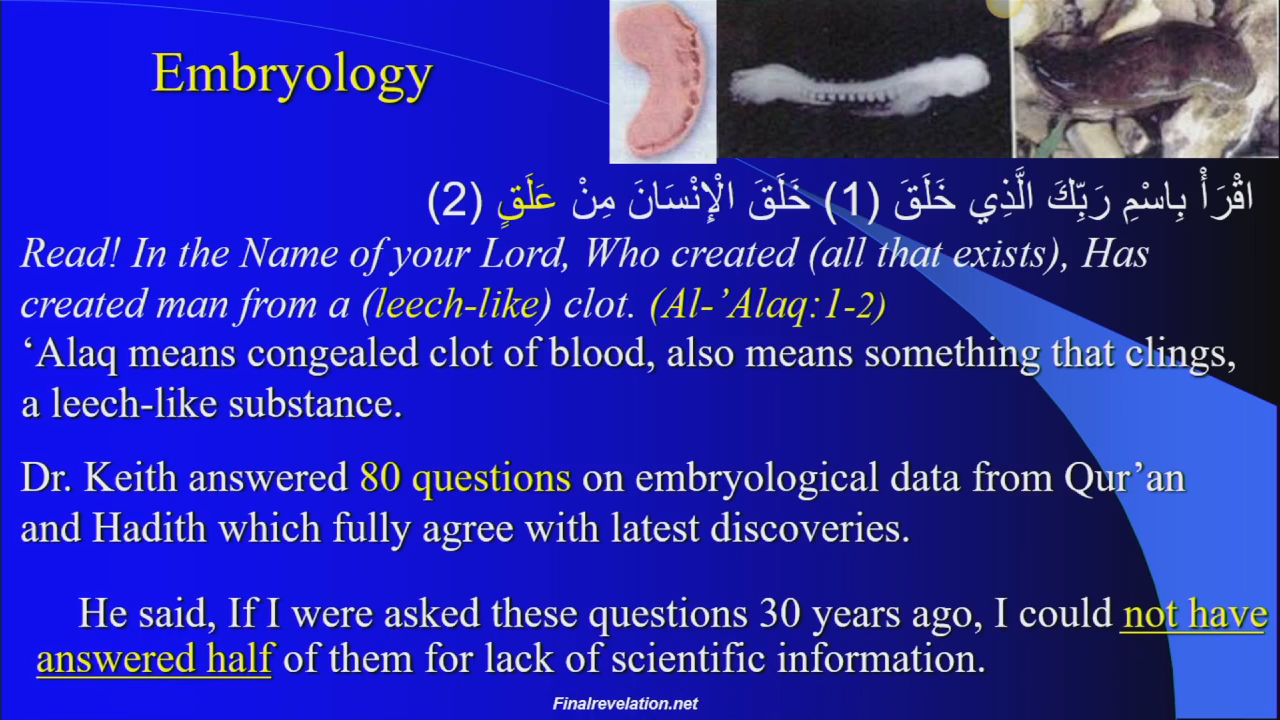 Embryology
اقْرَأْ بِاسْمِ رَبِّكَ الَّذِي خَلَقَ (1) خَلَقَ الْإِنْسَانَ مِنْ عَلَقٍ (2)
Read! In the Name of your Lord, Who created (all that exists), Has
created man from a (leech-like) clot. (Al-’Alaq:1-2)
‘Alaq means congealed clot of blood, also means something that clings,
a leech-like substance.
Dr. Keith answered 80 questions on embryological data from Qur’an
and Hadith which fully agree with latest discoveries.
He said, If I were asked these questions 30 years ago, I could not have
answered half of them for lack of scientific information.
Finalrevelation.net